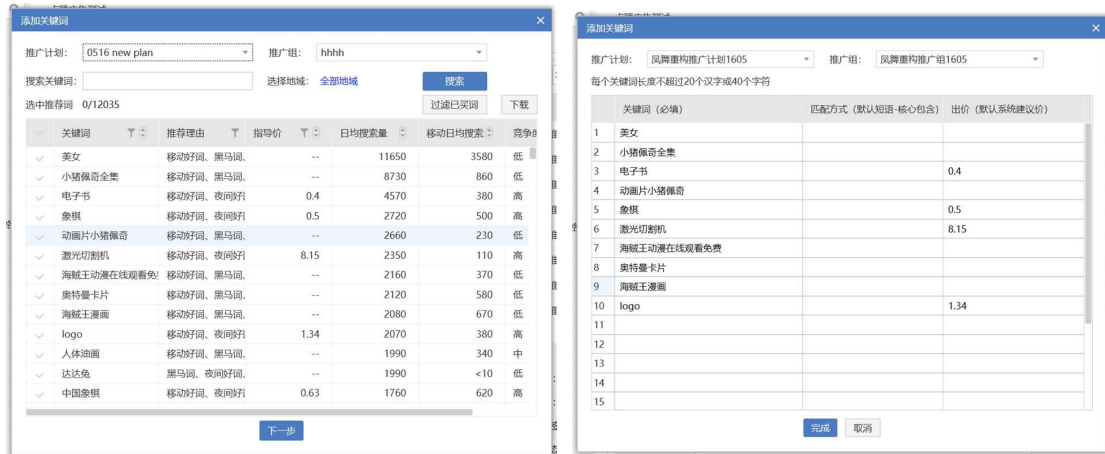 添加关键词
推广计划: 0516 new plan 推广组: hhhh
搜索关键词: 选择地域: 全部地域 搜索
选中推荐词 0/12035 过滤已买词 下载
关键词 推荐理由 指导价 日均搜索量 移动日均搜索 竞争度
美女 移动好词、黑马词、 -- 11650 3580 低
小猪佩奇全集 移动好词、黑马词、 -- 8730 860 低
电子书 移动好词、夜间好 0.4 4570 380 高
象棋 移动好词、夜间好 0.5 2720 500 高
动画片小猪佩奇 移动好词、黑马词、 -- 2660 230 低
激光切割机 移动好词、夜间好 8.15 2350 110 高
海贼王动漫在线观看免 移动好词、黑马词、 -- 2160 370 低
奥特曼卡片 移动好词、黑马词、 -- 2120 580 低
海贼王漫画 移动好词、黑马词、 -- 2080 670 低
logo 移动好词、夜间好 1.34 2070 380 高
人体油画 移动好词、黑马词、 -- 1990 340 中
达达兔 黑马词、夜间好词、 -- 1990 <10 低
中国象棋 移动好词、夜间好 0.63 1760 620 高
下一步
添加关键词
推广计划: 凤舞重构推广计划1605 推广组: 凤舞重构推广组1605
每个关键词长度不超过20个汉字或40个字符
关键词（必填） 匹配方式（默认短语-核心包含） 出价（默认系统建议价）
1 美女
2 小猪佩奇全集
3 电子书 0.4
4 动画片小猪佩奇
5 象棋 0.5
6 激光切割机 8.15
7 海贼王动漫在线观看免费
8 奥特曼卡片
9 海贼王漫画
10 logo 1.34
11
12
13
14
15
完成 取消